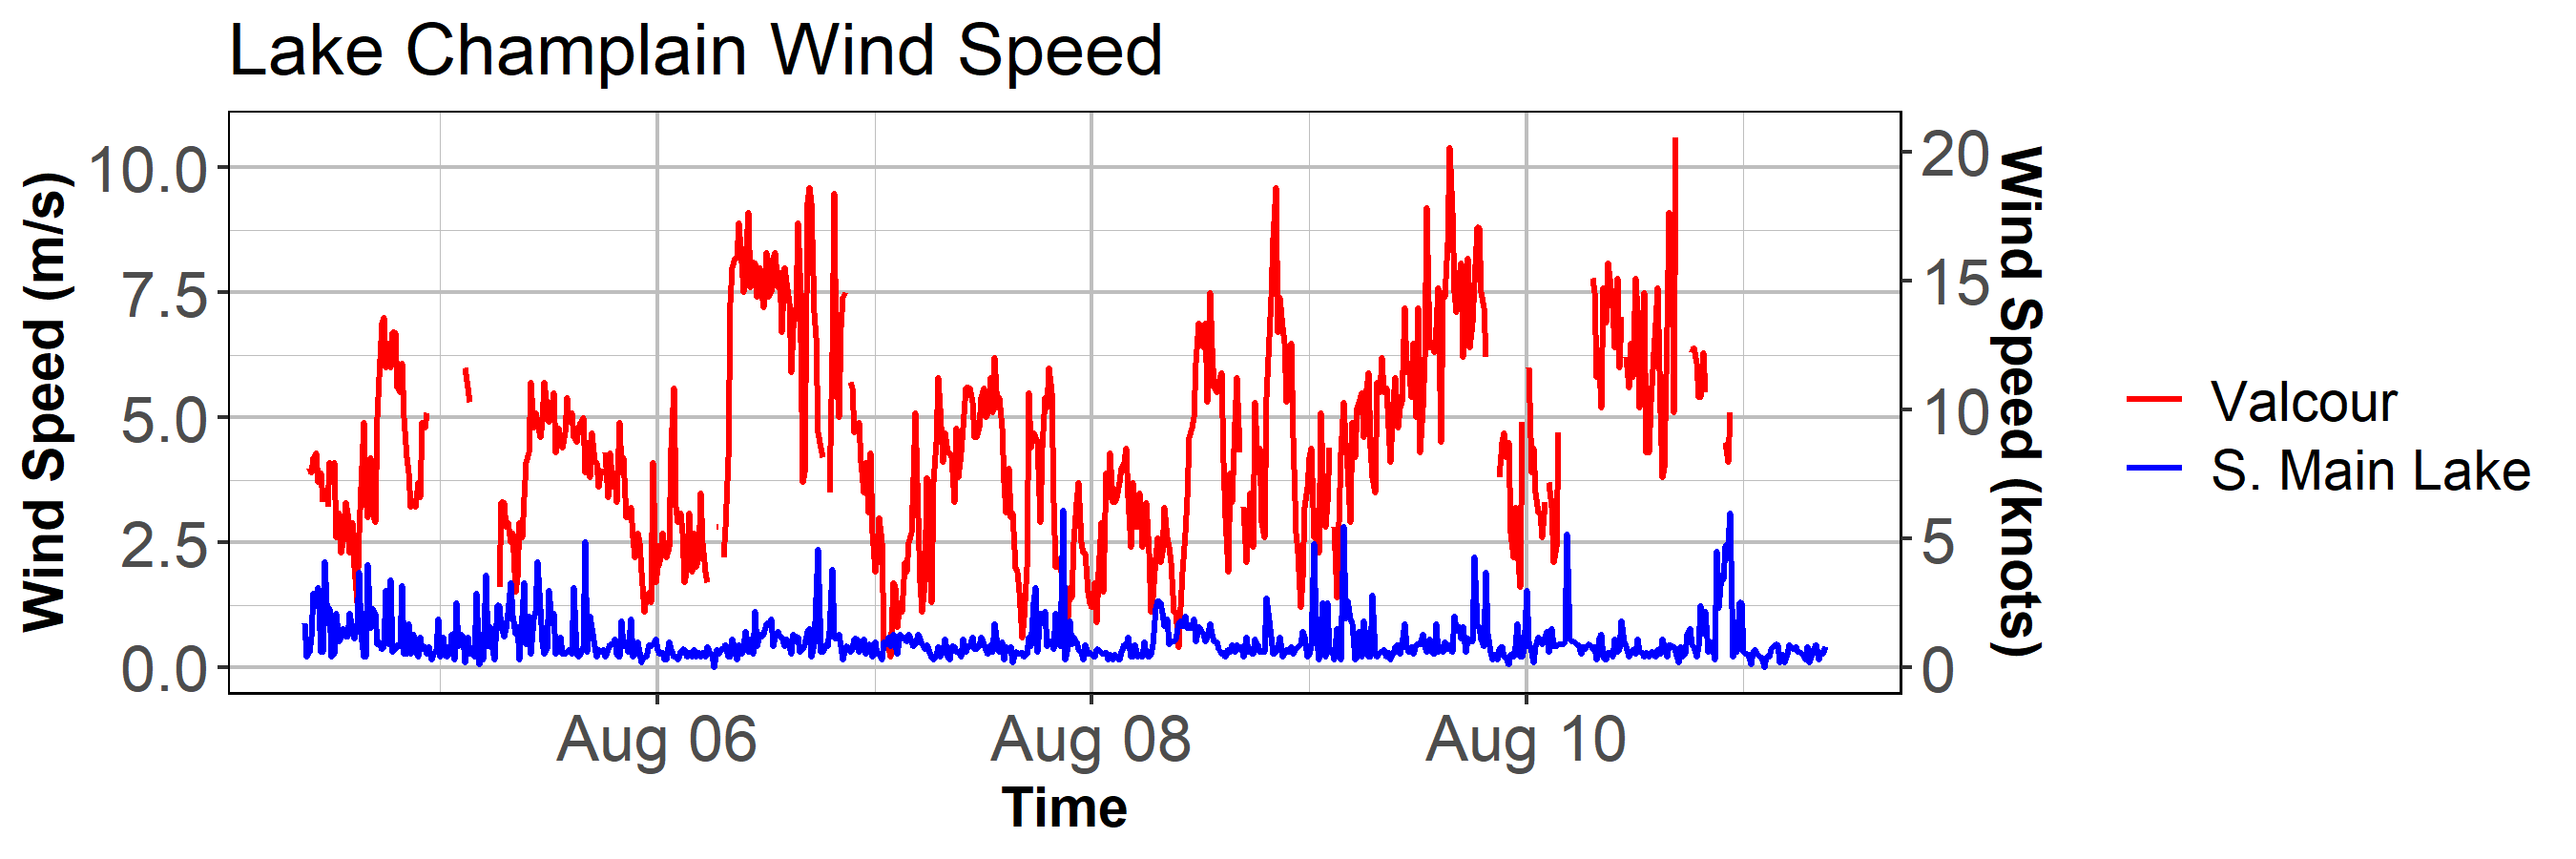 Lake Champlain Wind Speed
Wind Speed (m/s)
10.0
7.5
5.0
2.5
0.0
20
15
10
5
0
Wind Speed (knots)
Aug 06
Aug 08
Aug 10
Time
Valcour
S. Main Lake